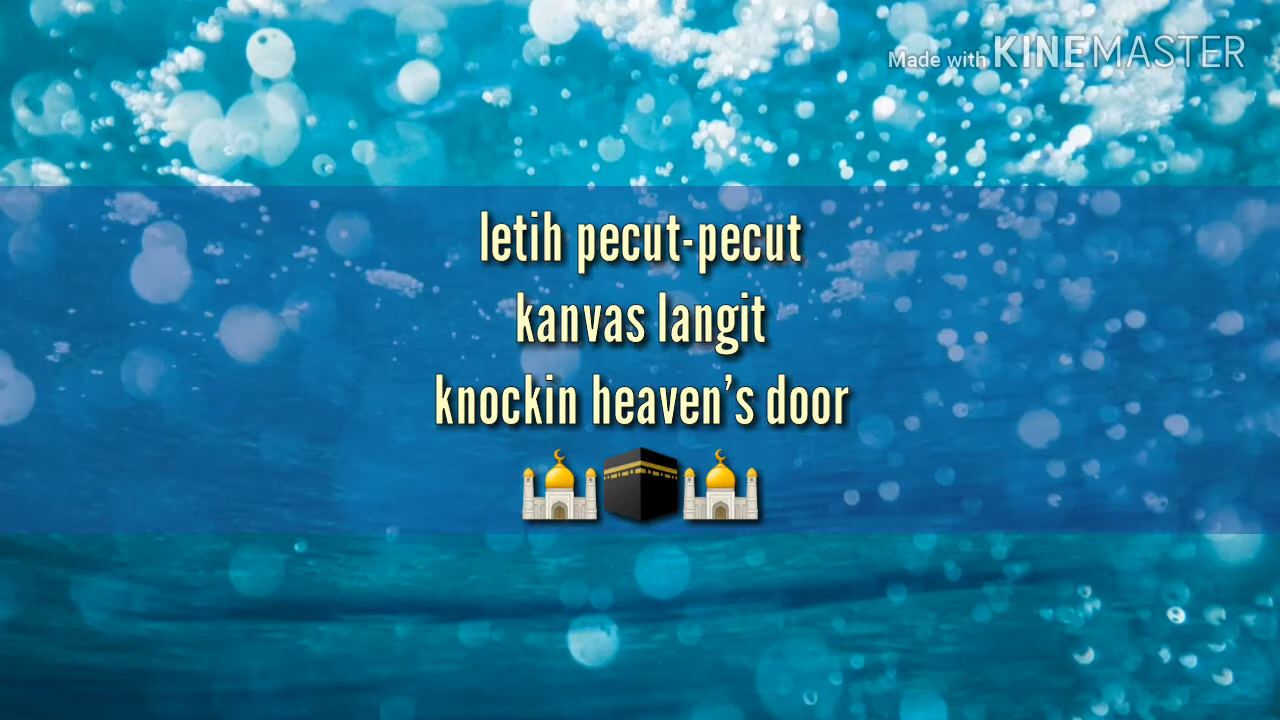 Made with KINEMASTER
letih pecut-pecut
kanvas langit
knockin heaven’s door